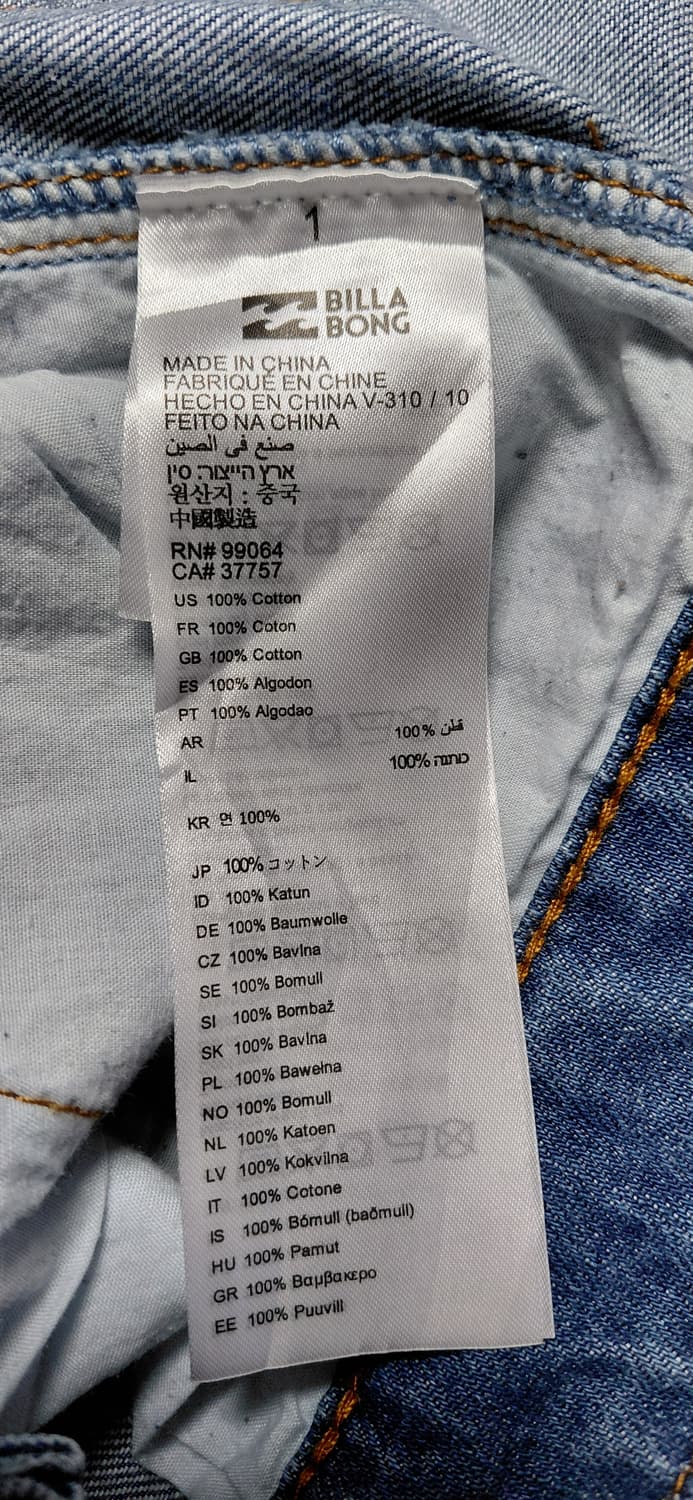 1
BILLA
BONG
MADE IN CHINA
FABRIQUÉ EN CHINE
HECHO EN CHINA V-310 / 10
FEITO NA CHINA
صنع في الصين
ארץ הייצור: סין
원산지 : 중국
中國製造
RN# 99064
CA# 37757
US 100% Cotton
FR 100% Coton
GB 100% Cotton
ES 100% Algodon
PT 100% Algodao
AR 100% قطن
IL 100% כותנה
KR 면 100%
JP 100% コットン
ID 100% Katun
DE 100% Baumwolle
CZ 100% Bavlna
SE 100% Bomull
SI 100% Bombaž
SK 100% Bavlna
PL 100% Bawełna
NO 100% Bomull
NL 100% Katoen
LV 100% Kokvilna
IT 100% Cotone
IS 100% Bómull (baðmull)
HU 100% Pamut
GR 100% Βαμβακερο
EE 100% Puuvill